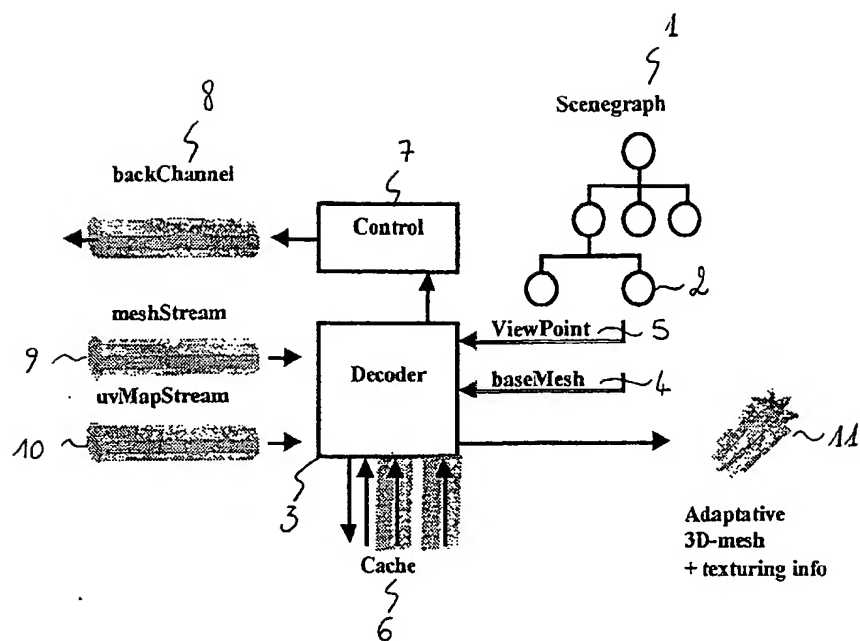 1
Scenegraph
8
backChannel
7
Control
2
meshStream
ViewPoint
5
9
Decoder
uvMapStream
baseMesh
4
10
11
3
Adaptative
3D-mesh
+ texturing info
Cache
6